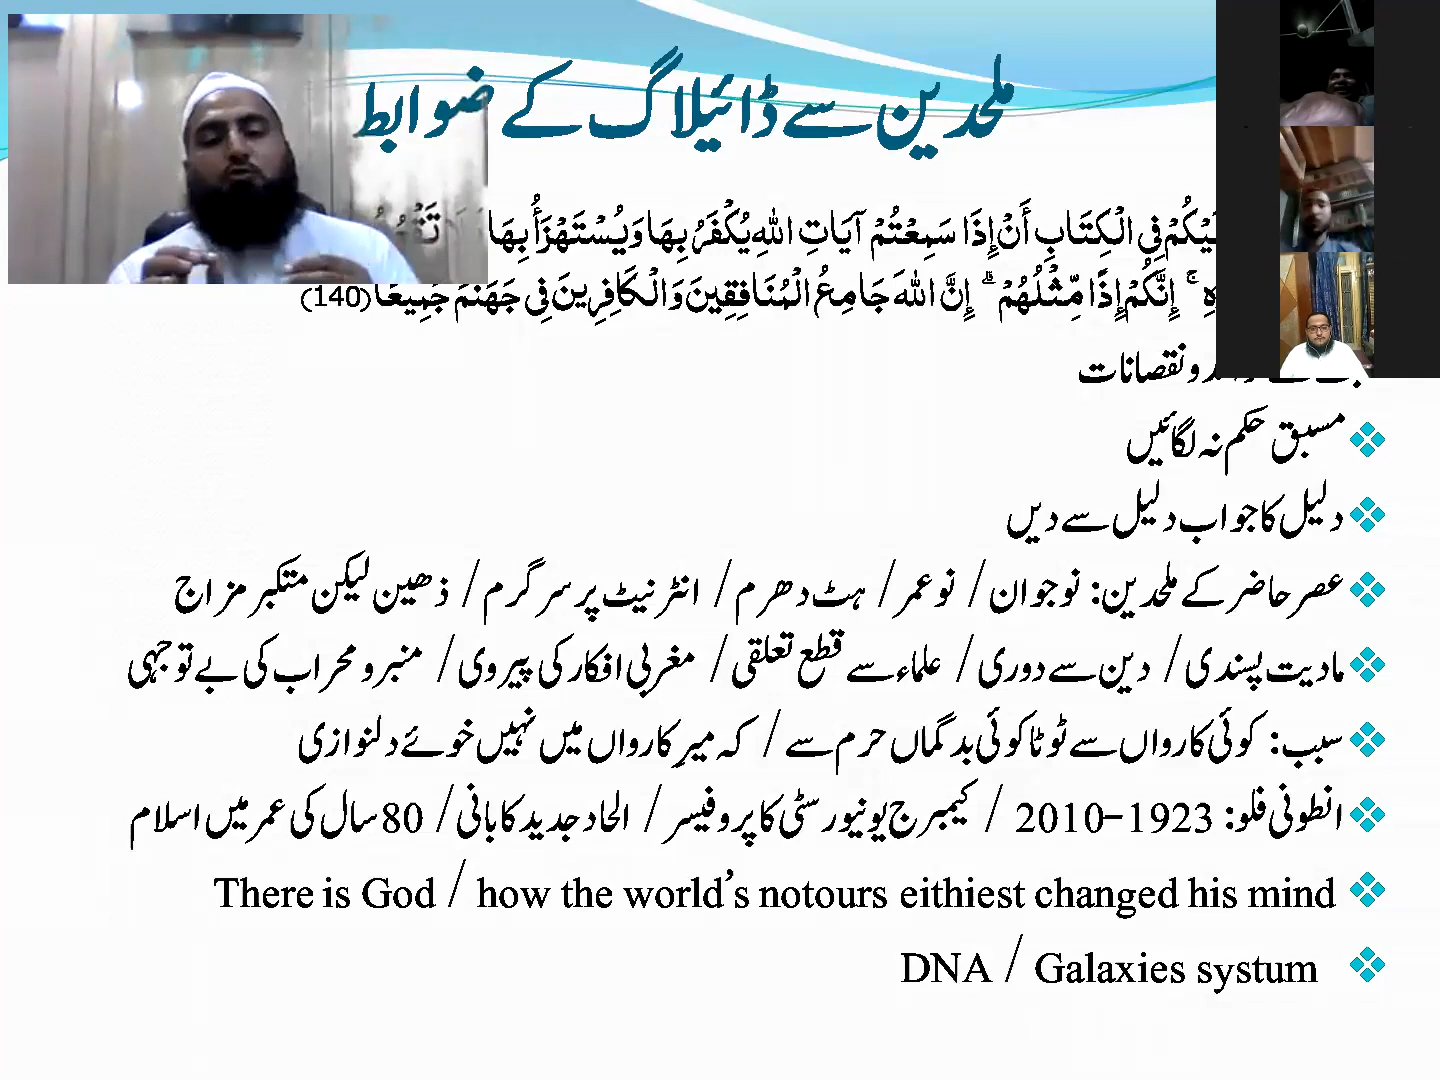 ملحدین سے ڈائیلاگ کے ضوابط
فِي الْكِتَابِ أَنْ إِذَا سَمِعْتُمْ آيَاتِ اللهِ يُكْفَرُ بِهَا وَيُسْتَهْزَأُ بِهَا
إِنَّكُمْ إِذًا مِّثْلُهُمْ ۗ إِنَّ اللهَ جَامِعُ الْمُنَافِقِينَ وَالْكَافِرِينَ فِي جَهَنَّمَ جَمِيعًا (140)
ونقصانات
مسبق حکم نہ لگائیں
دلیل کا جواب دلیل سے دیں
عصر حاضر کے ملحدین: نوجوان / نو عمر / ہٹ دھرم / انٹرنیٹ پر سرگرم / ذھین لیکن متکبر مزاج
مادیت پسندی / دین سے دوری / علماء سے قطع تعلقی / مغربی افکار کی پیروی / منبر و محراب کی بے توجہی
سبب: کوئی کارواں سے ٹوٹا کوئی بدگماں حرم سے / کہ میرِ کارواں میں نہیں خوئے دلنوازی
انطونی فلو: 1923-2010 / کیمبرج یونیورسٹی کا پروفیسر / الحاد جدید کا بانی / 80 سال کی عمر میں اسلام
There is God / how the world's notours eithiest changed his mind
DNA / Galaxies systum